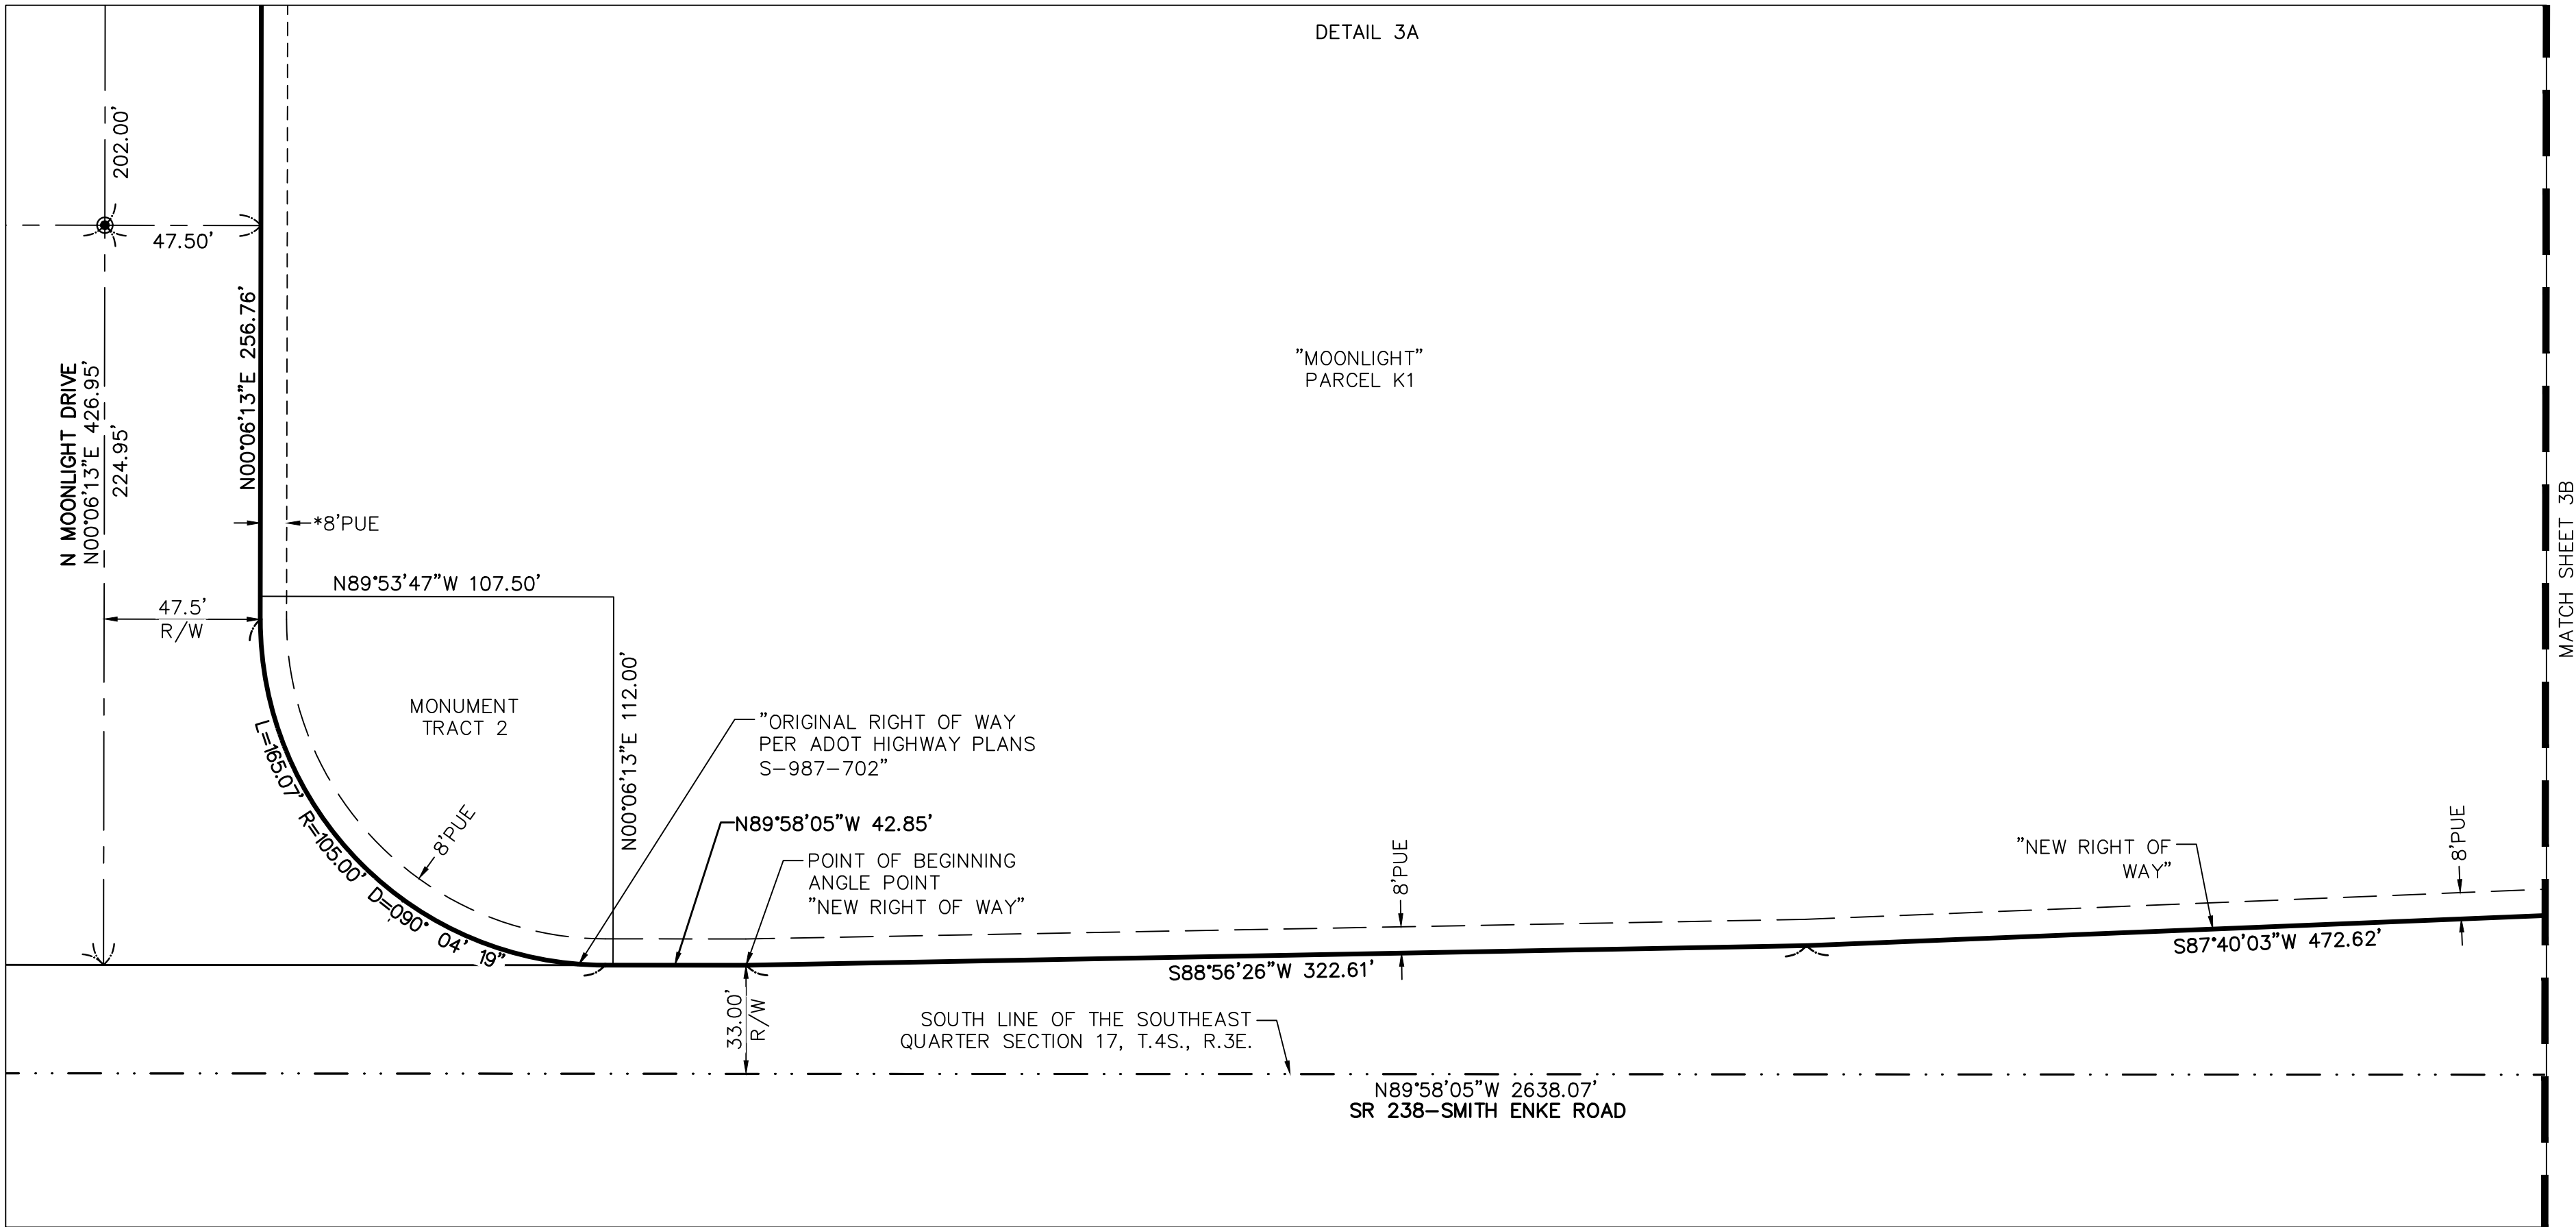 DETAIL 3A
202.00'
47.50'
N00°06'13"E 256.76'
N MOONLIGHT DRIVE
N00°06'13"E 426.95'
224.95'
"MOONLIGHT"
PARCEL K1
*8'PUE
N89°53'47"W 107.50'
47.5'
R/W
MONUMENT
TRACT 2
N00°06'13"E 112.00'
"ORIGINAL RIGHT OF WAY
PER ADOT HIGHWAY PLANS
S-987-702"
L=165.07' R=105.00' D=090° 04' 19"
8'PUE
N89°58'05"W 42.85'
POINT OF BEGINNING
ANGLE POINT
"NEW RIGHT OF WAY"
8'PUE
"NEW RIGHT OF
WAY"
8'PUE
S88°56'26"W 322.61'
S87°40'03"W 472.62'
33.00'
R/W
SOUTH LINE OF THE SOUTHEAST
QUARTER SECTION 17, T.4S., R.3E.
N89°58'05"W 2638.07'
SR 238-SMITH ENKE ROAD
MATCH SHEET 3B